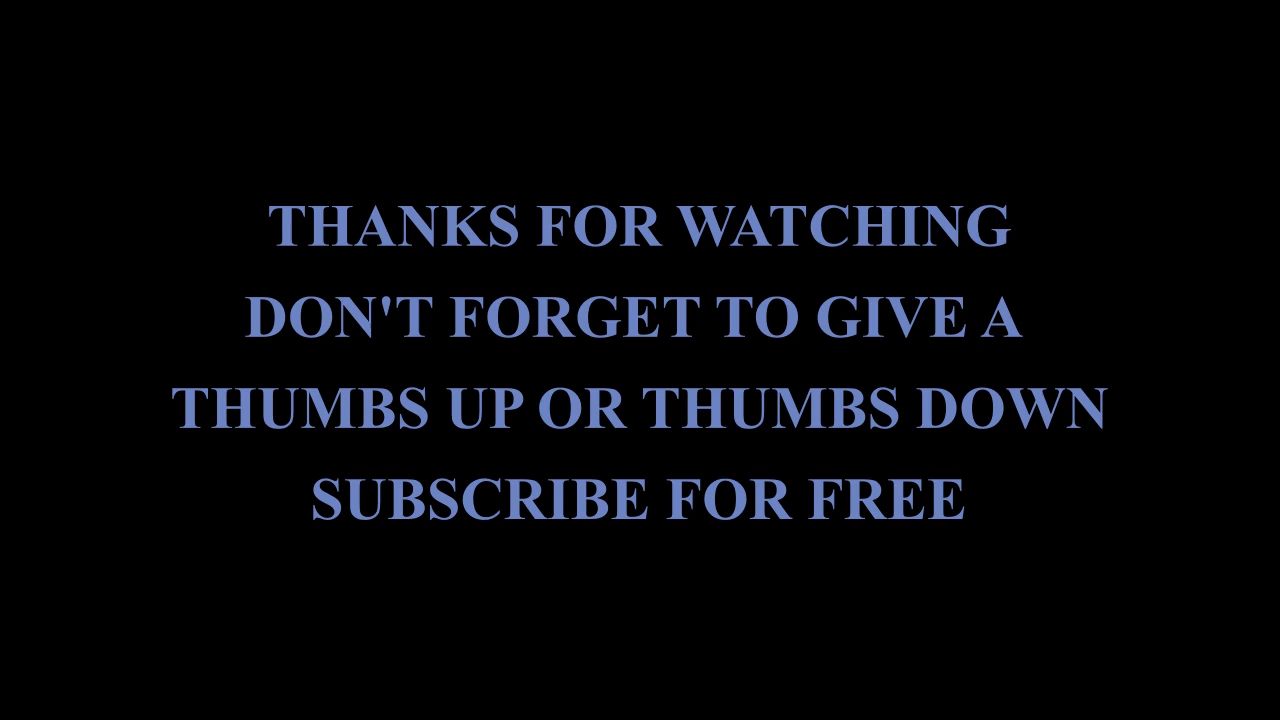 THANKS FOR WATCHING
DON'T FORGET TO GIVE A
THUMBS UP OR THUMBS DOWN
SUBSCRIBE FOR FREE